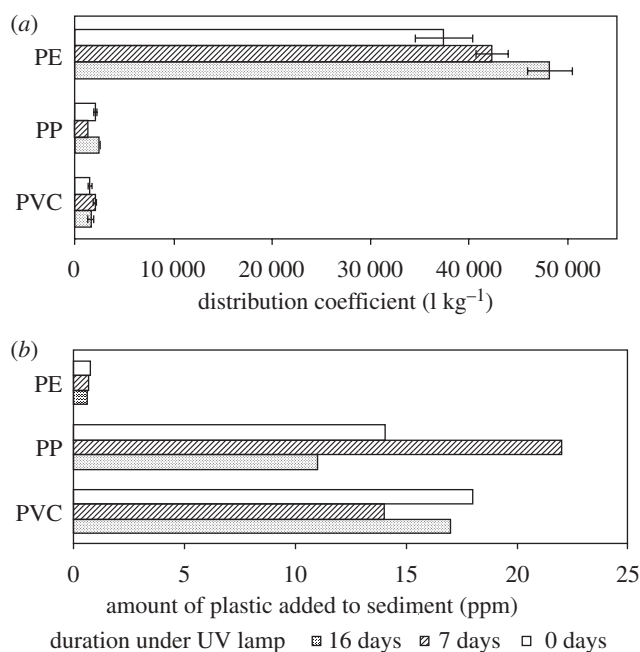 (a)
PE
PP
PVC
0 10 000 20 000 30 000 40 000 50 000
distribution coefficient (l kg⁻¹)
(b)
PE
PP
PVC
0 5 10 15 20 25
amount of plastic added to sediment (ppm)
duration under UV lamp 16 days 7 days 0 days